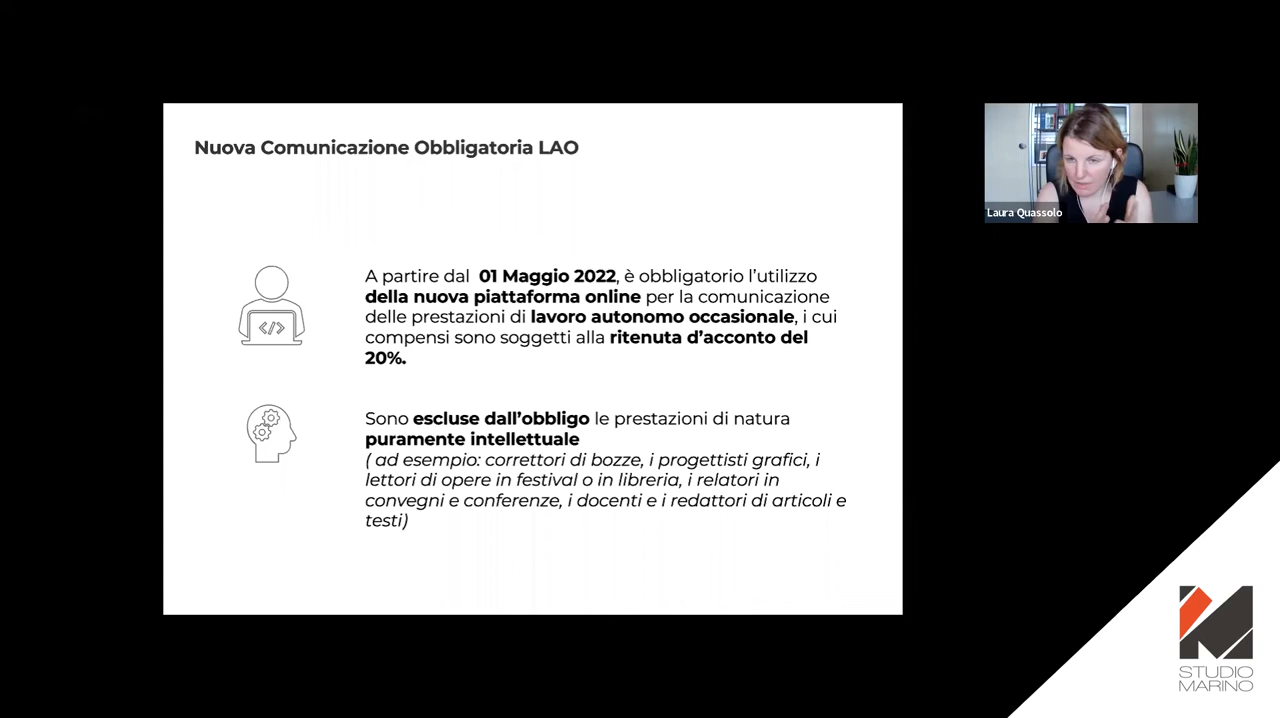 Nuova Comunicazione Obbligatoria LAO
A partire dal 01 Maggio 2022, è obbligatorio l'utilizzo
della nuova piattaforma online per la comunicazione
delle prestazioni di lavoro autonomo occasionale, i cui
compensi sono soggetti alla ritenuta d'acconto del
20%.
Sono escluse dall'obbligo le prestazioni di natura
puramente intellettuale
( ad esempio: correttori di bozze, i progettisti grafici, i
lettori di opere in festival o in libreria, i relatori in
convegni e conferenze, i docenti e i redattori di articoli e
testi)
Laura Quassolo
STUDIO
MARINO